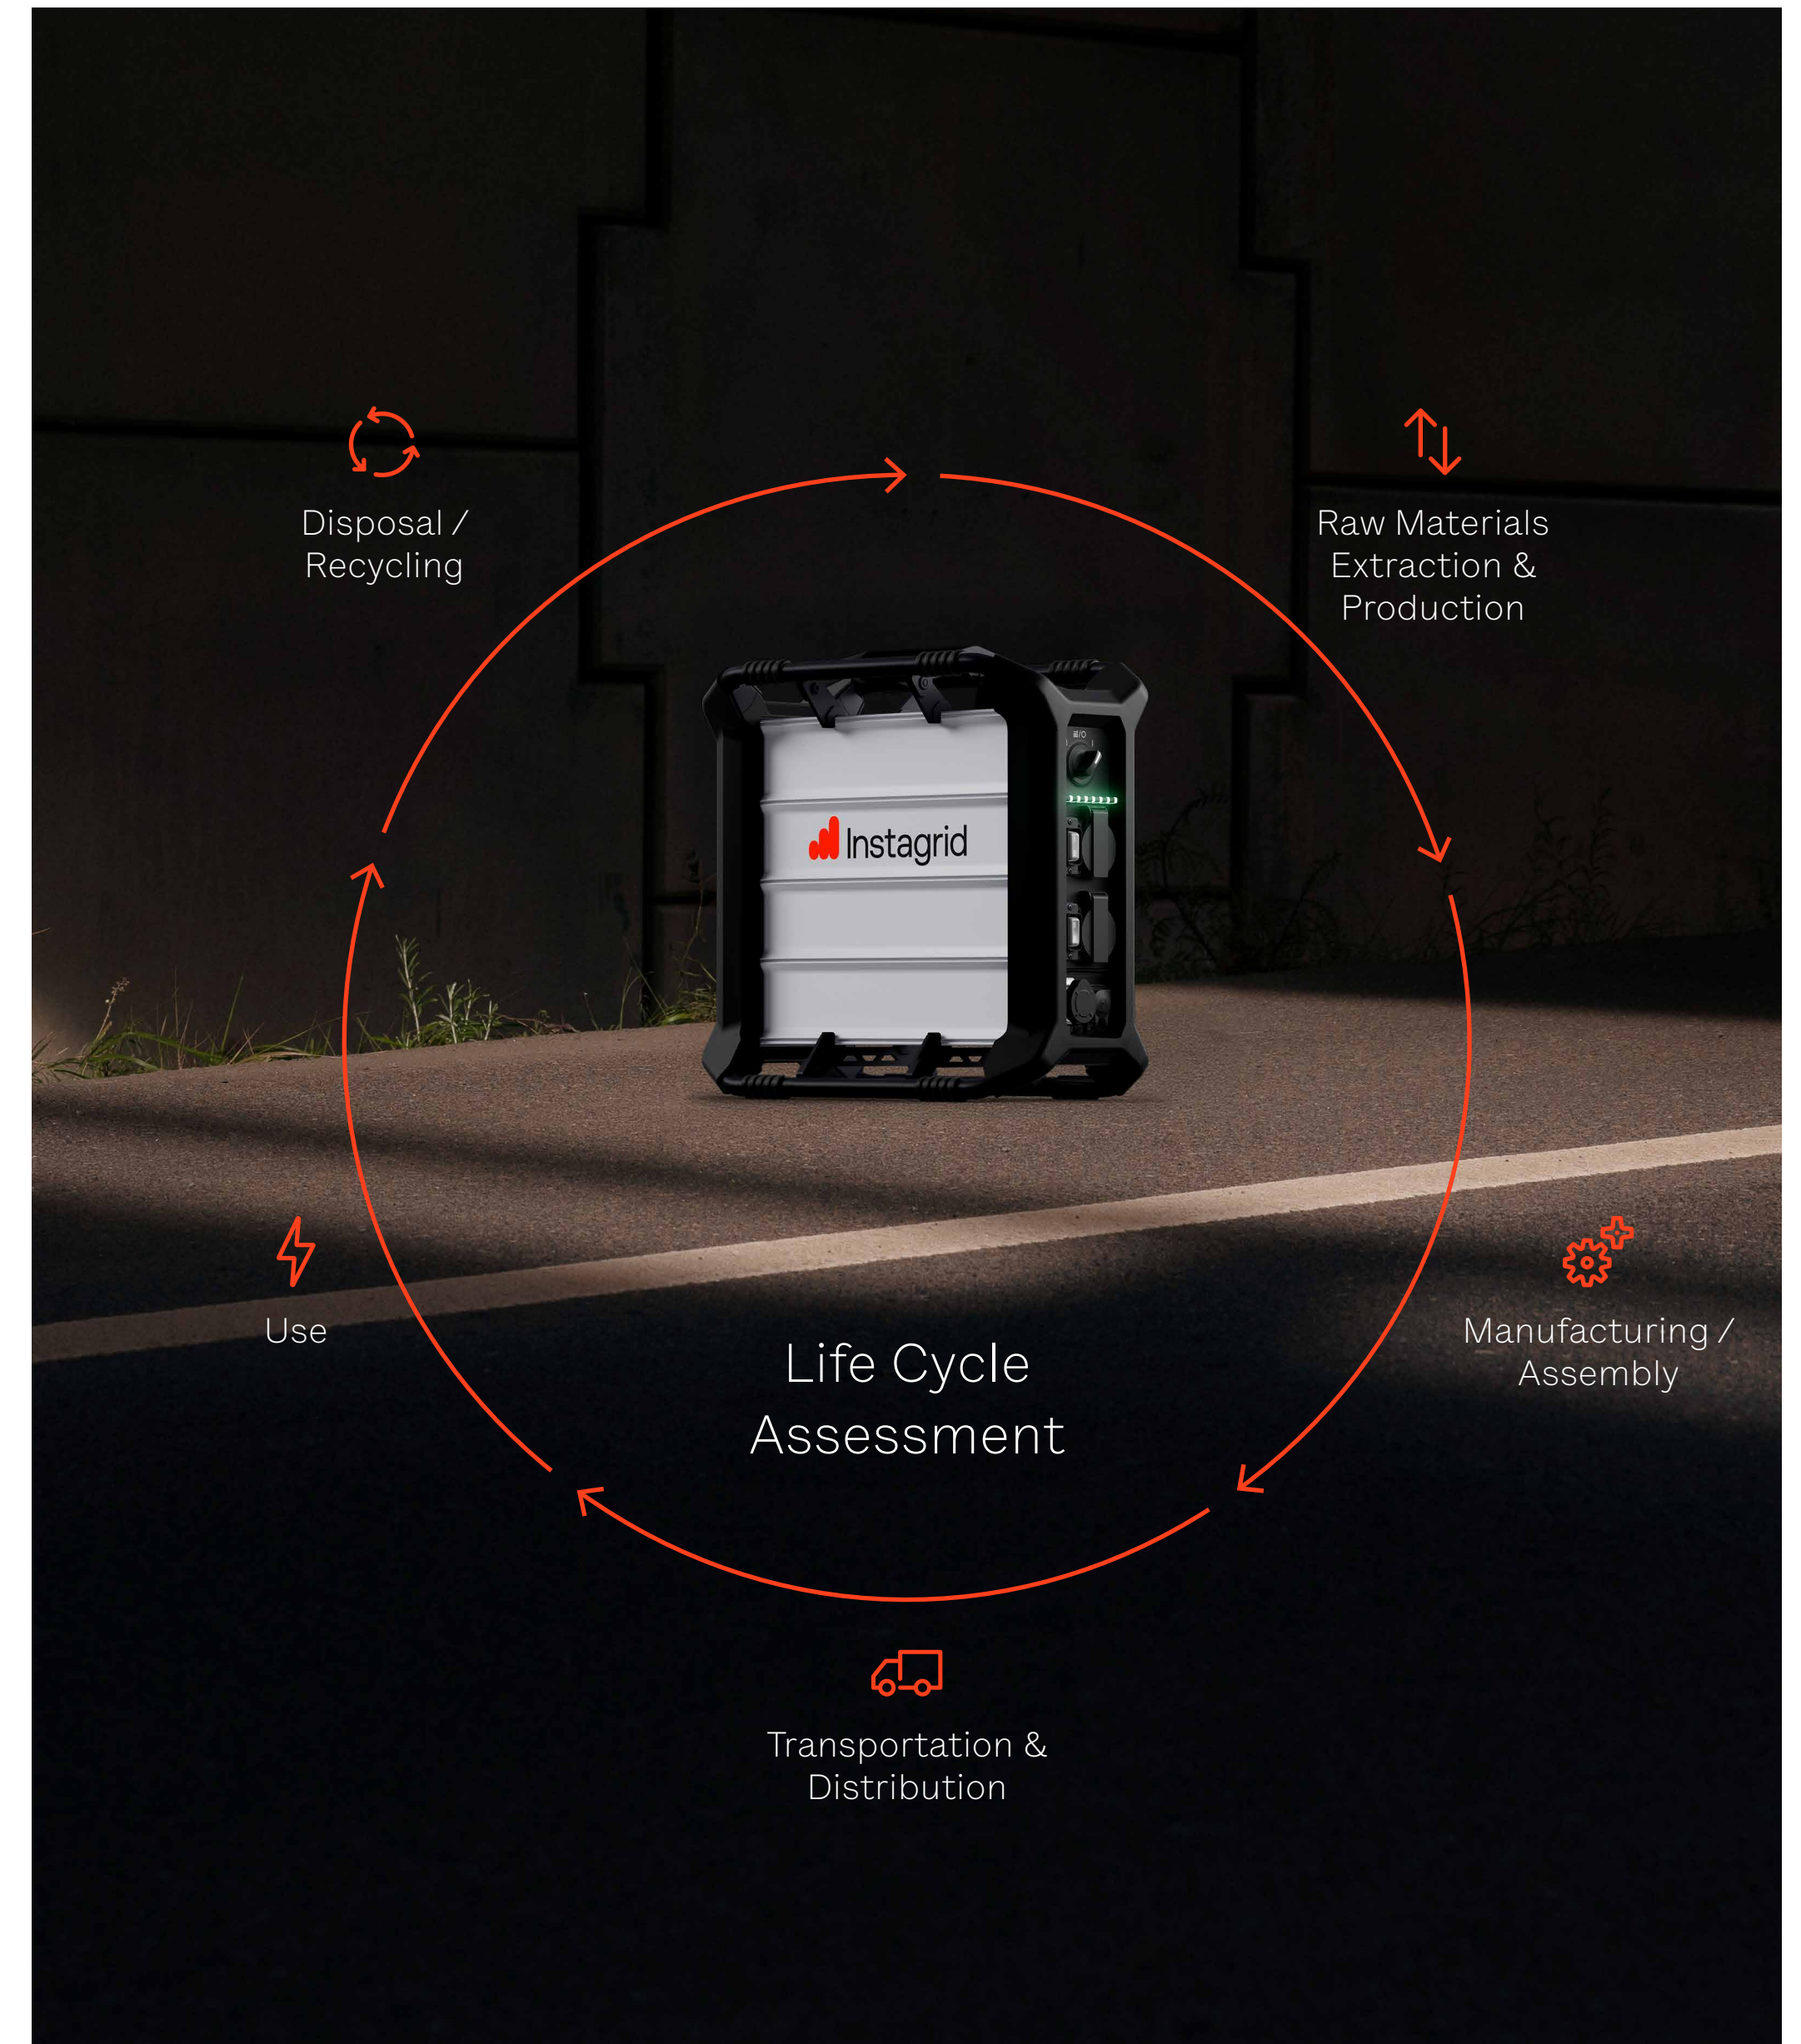 Disposal /
Recycling
Raw Materials
Extraction &
Production
Instagrid
Use
Manufacturing /
Assembly
Life Cycle
Assessment
Transportation &
Distribution